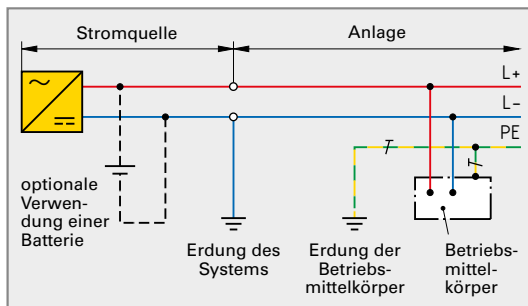 Stromquelle
Anlage
L+
L–
PE
optionale
Verwen-
dung einer
Batterie
Erdung des
Systems
Erdung der
Betriebs-
mittelkörper
Betriebs-
mittel-
körper